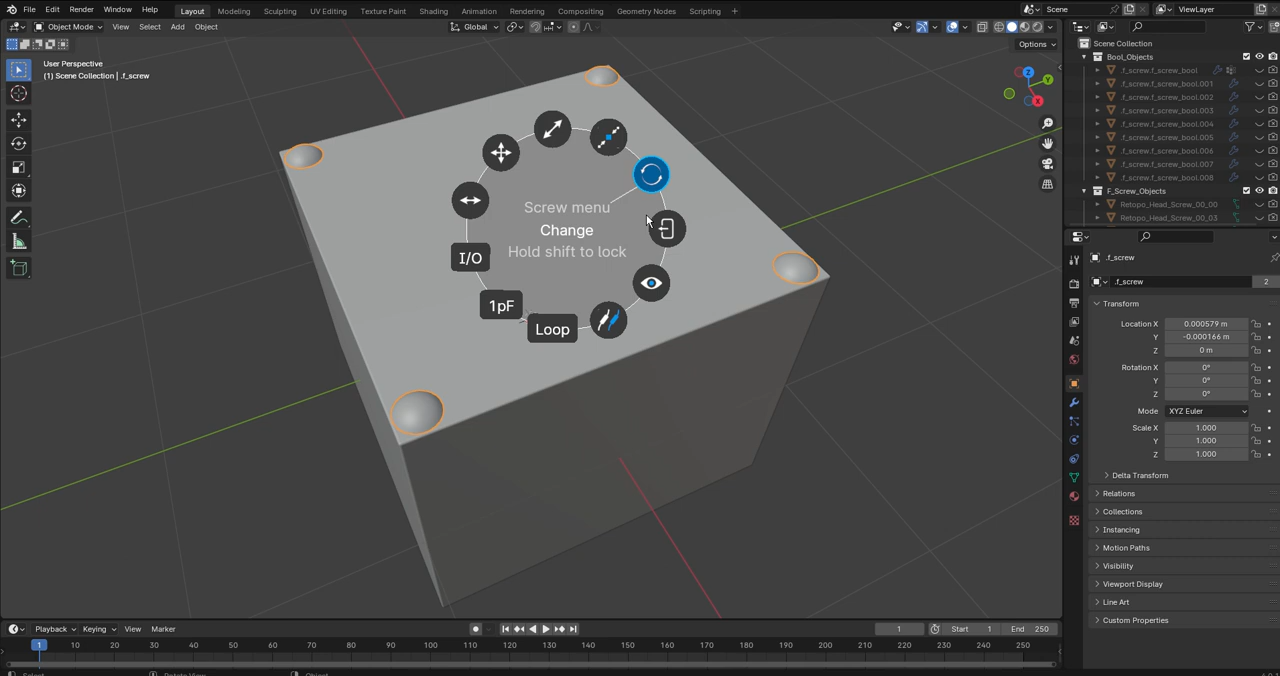 File Edit Render Window Help Layout Modeling Sculpting UV Editing Texture Paint Shading Animation Rendering Compositing Geometry Nodes Scripting + Scene ViewLayer
Object Mode View Select Add Object Global
Options
User Perspective
(1) Scene Collection | .f_screw
Z
Y
X
Screw menu
Change
Hold shift to lock
I/O
1pF
Loop
Scene Collection
Bool_Objects
.f_screw.f_screw_bool
.f_screw.f_screw_bool.001
.f_screw.f_screw_bool.002
.f_screw.f_screw_bool.003
.f_screw.f_screw_bool.004
.f_screw.f_screw_bool.005
.f_screw.f_screw_bool.006
.f_screw.f_screw_bool.007
.f_screw.f_screw_bool.008
F_Screw_Objects
Retopo_Head_Screw_00_00
Retopo_Head_Screw_00_03
.f_screw
.f_screw 2
Transform
Location X 0.000579 m
Y -0.000166 m
Z 0 m
Rotation X 0°
Y 0°
Z 0°
Mode XYZ Euler
Scale X 1.000
Y 1.000
Z 1.000
Delta Transform
Relations
Collections
Instancing
Motion Paths
Visibility
Viewport Display
Line Art
Custom Properties
Playback Keying View Marker 1 Start 1 End 250
1 10 20 30 40 50 60 70 80 90 100 110 120 130 140 150 160 170 180 190 200 210 220 230 240 250